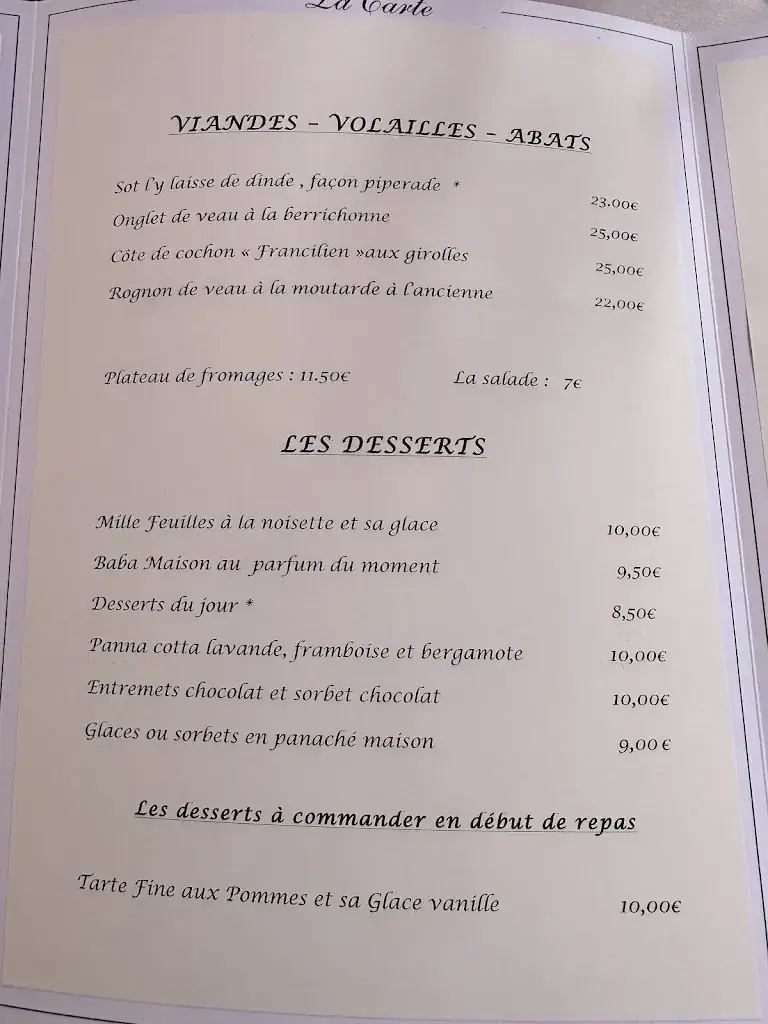 La Carte
VIANDES - VOLAILLES - ABATS
Sot l'y laisse de dinde , façon piperade * 23.00€
Onglet de veau à la berrichonne 25,00€
Côte de cochon « Francilien »aux girolles 25,00€
Rognon de veau à la moutarde à l'ancienne 22,00€
Plateau de fromages : 11.50€ La salade : 7€
LES DESSERTS
Mille Feuilles à la noisette et sa glace 10,00€
Baba Maison au parfum du moment 9,50€
Desserts du jour * 8,50€
Panna cotta lavande, framboise et bergamote 10,00€
Entremets chocolat et sorbet chocolat 10,00€
Glaces ou sorbets en panaché maison 9,00 €
Les desserts à commander en début de repas
Tarte Fine aux Pommes et sa Glace vanille 10,00€